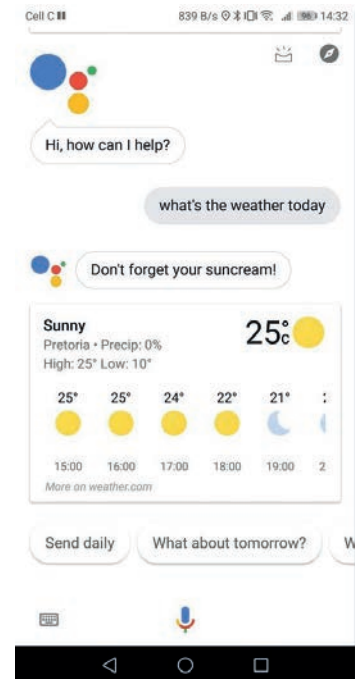 Cell C
839 B/s 14:32
Hi, how can I help?
what's the weather today
Don't forget your suncream!
Sunny
25°c
Pretoria • Precip: 0%
High: 25° Low: 10°
25° 25° 24° 22° 21°
15:00 16:00 17:00 18:00 19:00 2
More on weather.com
Send daily What about tomorrow? W